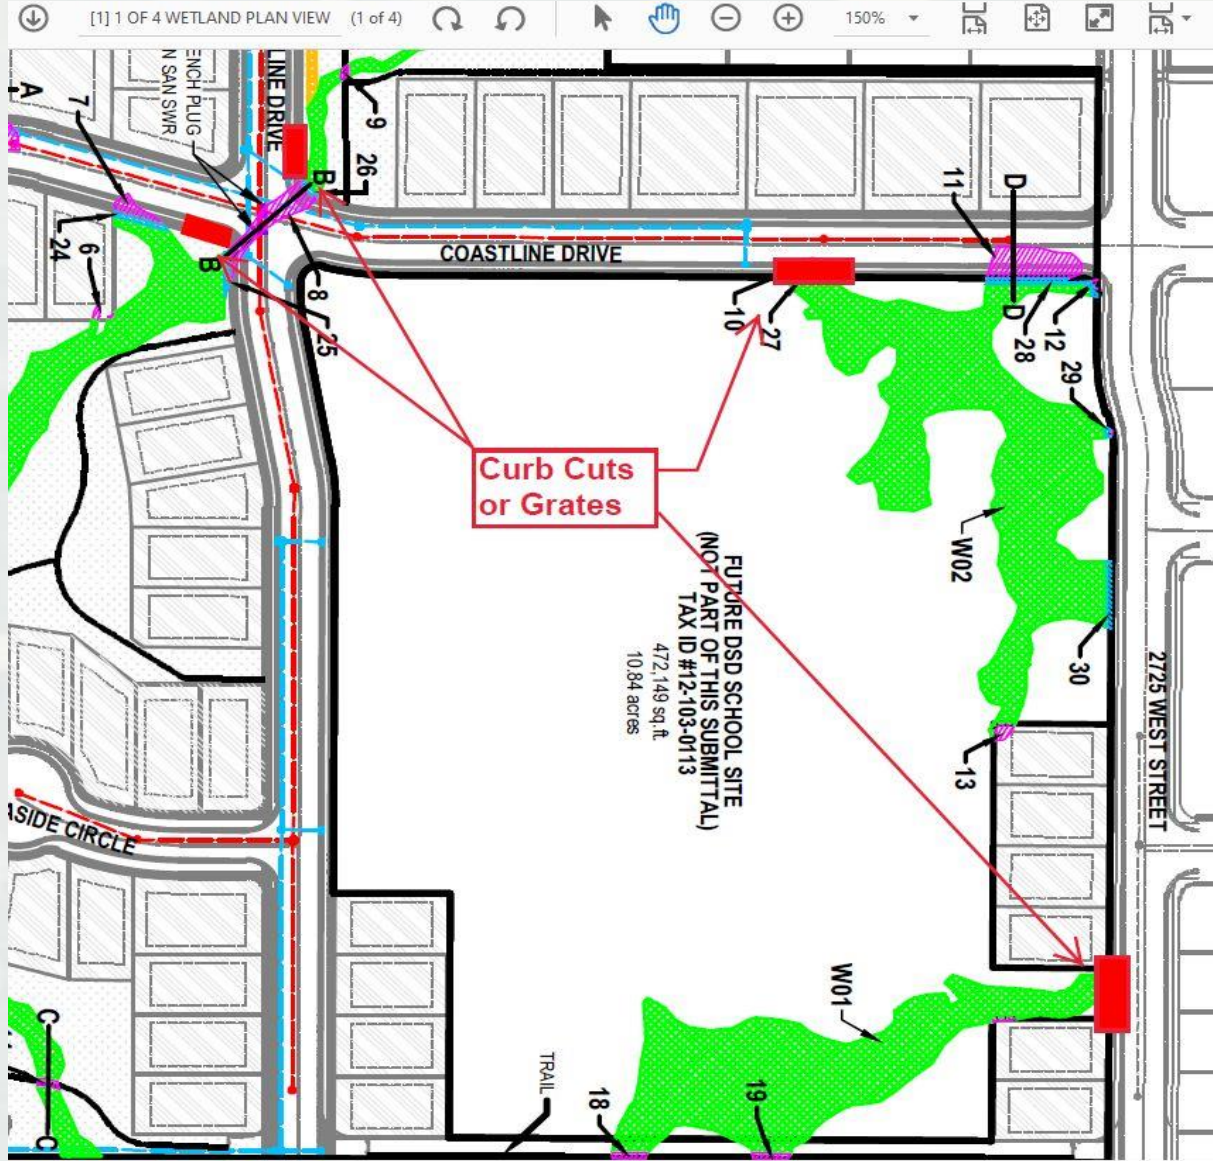 [1] 1 OF 4 WETLAND PLAN VIEW (1 of 4) 150%
A
7
ENCH PLUG
N SAN SWR
LINE DRIVE
9
26
B
B
8
25
24
6
COASTLINE DRIVE
10
27
11
D
D
28
12
29
Curb Cuts
or Grates
W02
30
FUTURE DSD SCHOOL SITE
(NOT PART OF THIS SUBMITTAL)
TAX ID #12-103-0113
472,149 sq.ft.
10.84 acres
2725 WEST STREET
13
ASIDE CIRCLE
W01
C
C
TRAIL
18
19